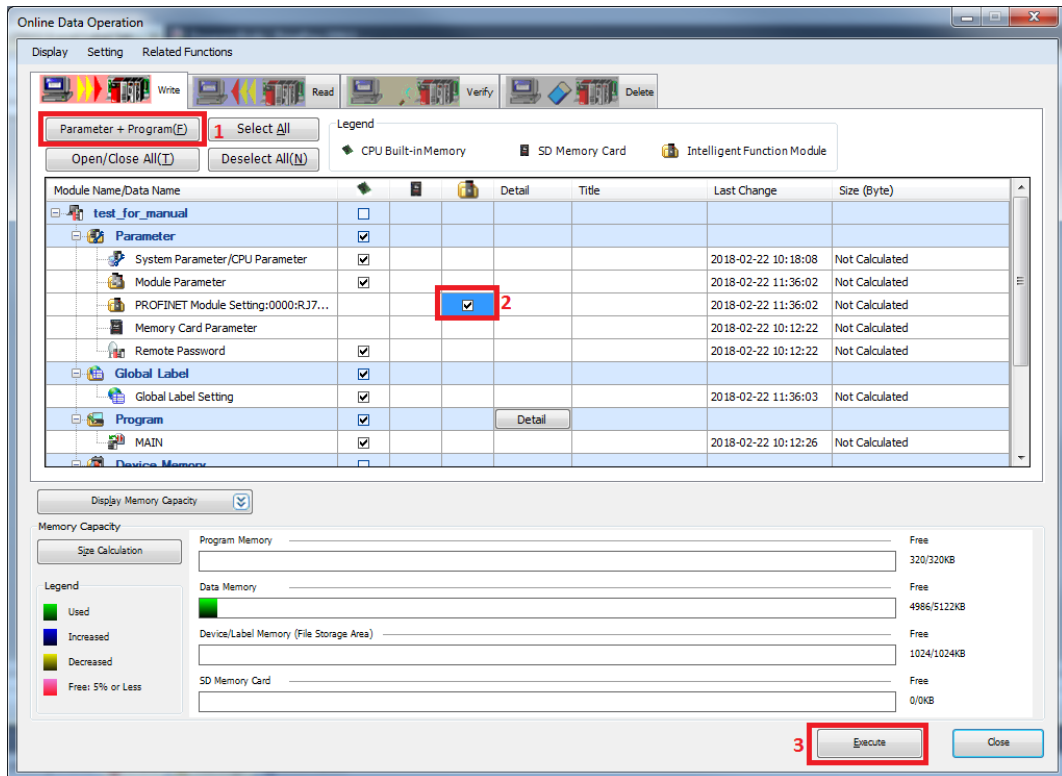 Online Data Operation
Display Setting Related Functions
Write Read Verify Delete
Parameter + Program(F) 1 Select All
Legend
Open/Close All(T) Deselect All(N)
CPU Built-in Memory SD Memory Card Intelligent Function Module
Module Name/Data Name Detail Title Last Change Size (Byte)
test_for_manual
Parameter
System Parameter/CPU Parameter 2018-02-22 10:18:08 Not Calculated
Module Parameter 2018-02-22 11:36:02 Not Calculated
PROFINET Module Setting:0000:RJ7... 2 2018-02-22 11:36:02 Not Calculated
Memory Card Parameter 2018-02-22 10:12:22 Not Calculated
Remote Password 2018-02-22 10:12:22 Not Calculated
Global Label
Global Label Setting 2018-02-22 11:36:03 Not Calculated
Program Detail
MAIN 2018-02-22 10:12:26 Not Calculated
Device Memory
Display Memory Capacity
Memory Capacity
Size Calculation
Program Memory Free
320/320KB
Legend
Used
Increased
Decreased
Free: 5% or Less
Data Memory Free
4986/5122KB
Device/Label Memory (File Storage Area) Free
1024/1024KB
SD Memory Card Free
0/0KB
3 Execute Close